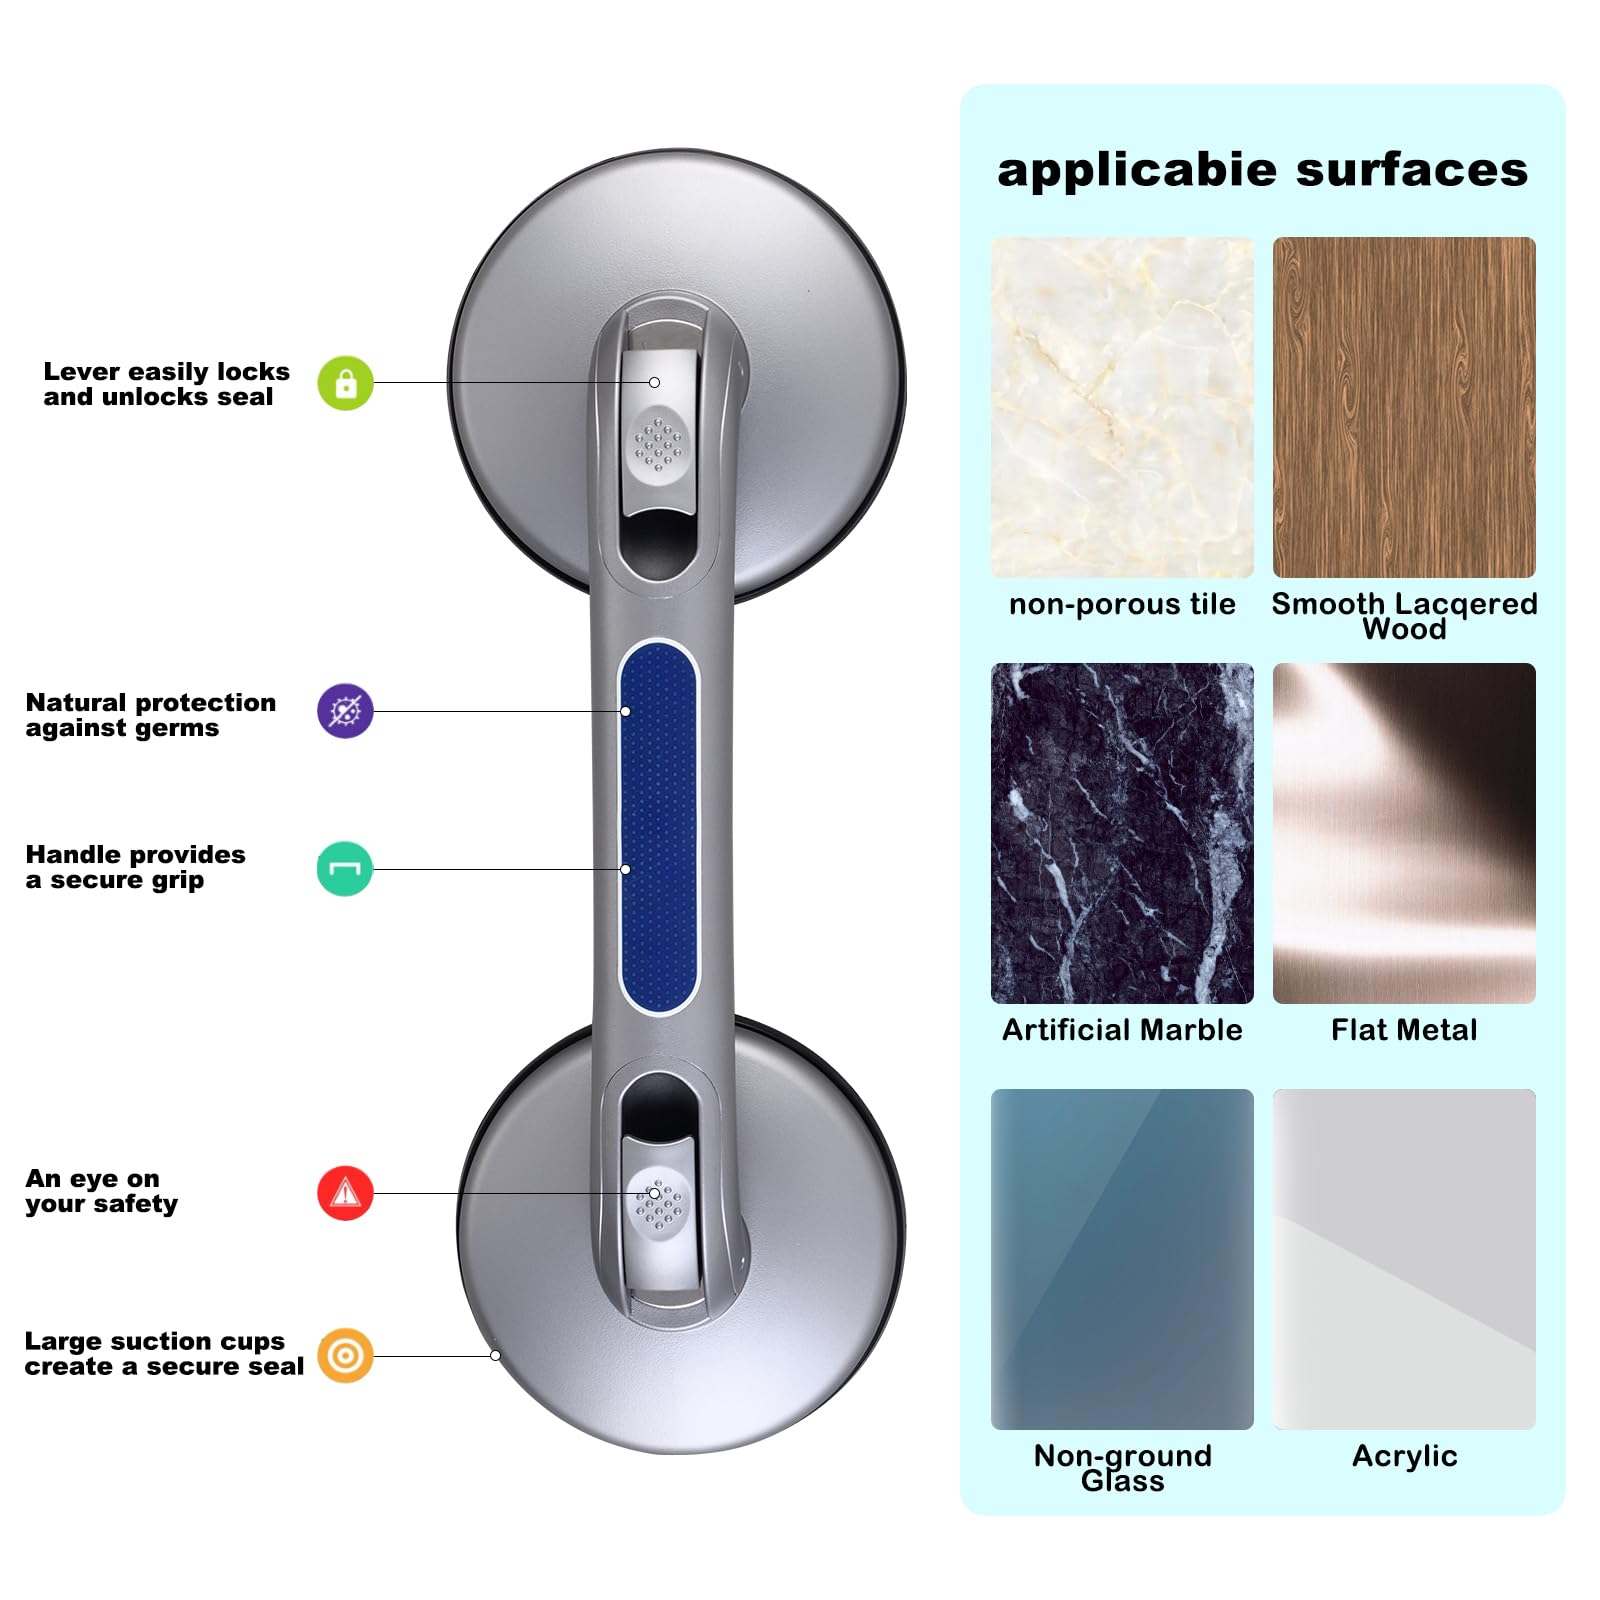 Lever easily locks
and unlocks seal
Natural protection
against germs
Handle provides
a secure grip
An eye on
your safety
Large suction cups
create a secure seal
applicabie surfaces
non-porous tile
Smooth Lacqered
Wood
Artificial Marble
Flat Metal
Non-ground
Glass
Acrylic